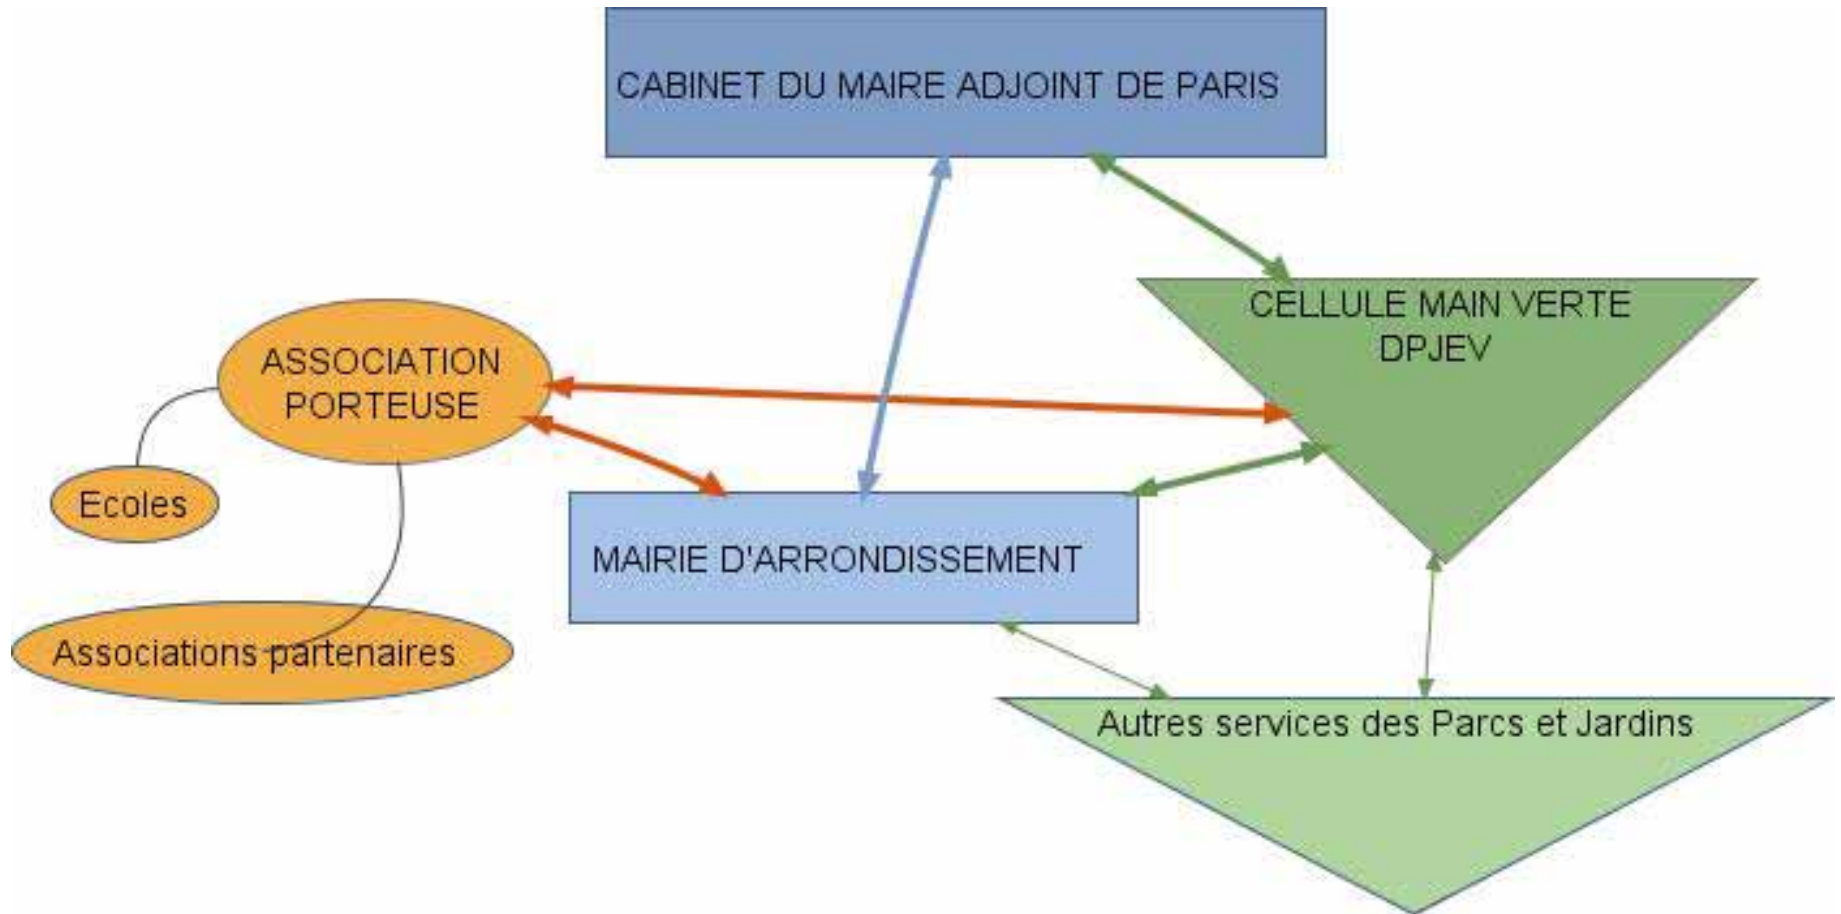 CABINET DU MAIRE ADJOINT DE PARIS
CELLULE MAIN VERTE
DPJEV
ASSOCIATION
PORTEUSE
Ecoles
MAIRIE D'ARRONDISSEMENT
Associations partenaires
Autres services des Parcs et Jardins